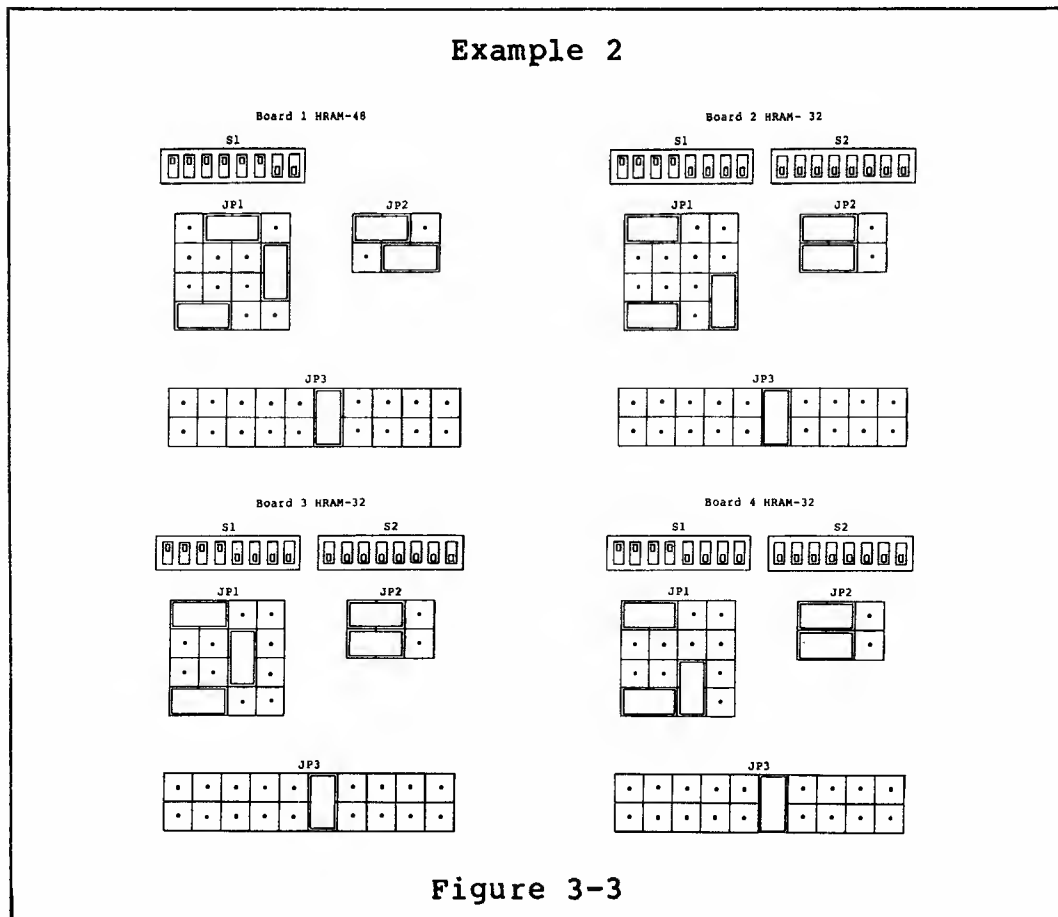 Example 2
Board 1 HRAM-48
S1
JP1
JP2
JP3
Board 2 HRAM- 32
S1
S2
JP1
JP2
JP3
Board 3 HRAM-32
S1
S2
JP1
JP2
JP3
Board 4 HRAM-32
S1
S2
JP1
JP2
JP3
Figure 3-3